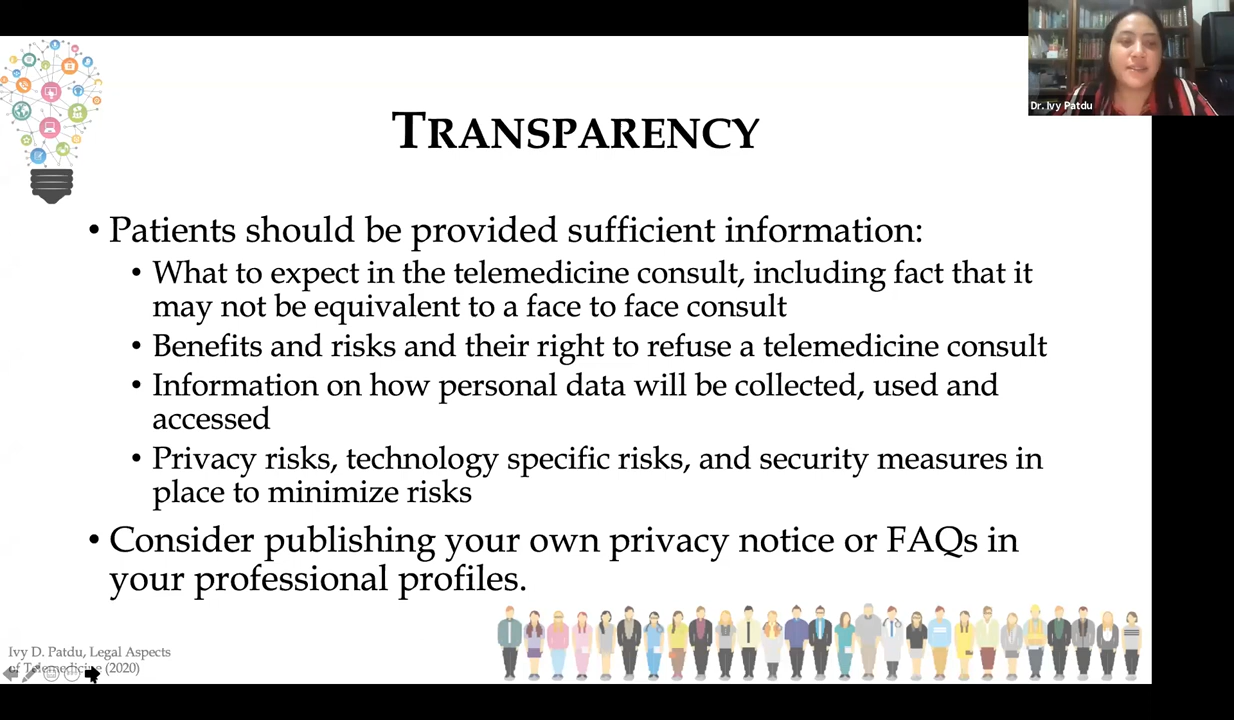 Dr. Ivy Patdu
TRANSPARENCY
• Patients should be provided sufficient information:
• What to expect in the telemedicine consult, including fact that it
may not be equivalent to a face to face consult
• Benefits and risks and their right to refuse a telemedicine consult
• Information on how personal data will be collected, used and
accessed
• Privacy risks, technology specific risks, and security measures in
place to minimize risks
• Consider publishing your own privacy notice or FAQs in
your professional profiles.
Ivy D. Patdu, Legal Aspects
of Telemedicine (2020)